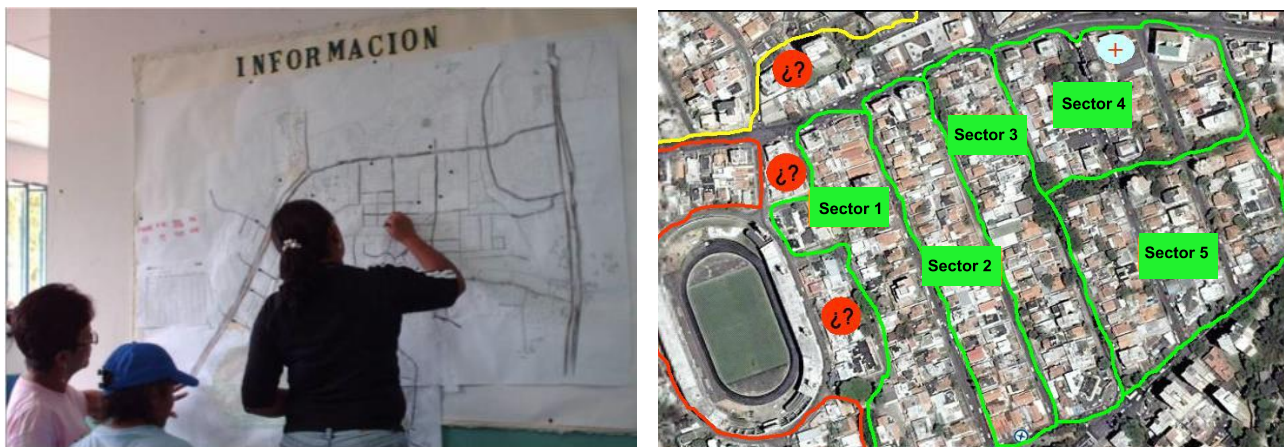 INFORMACION
¿?
Sector 4
Sector 3
¿?
Sector 1
Sector 5
Sector 2
¿?